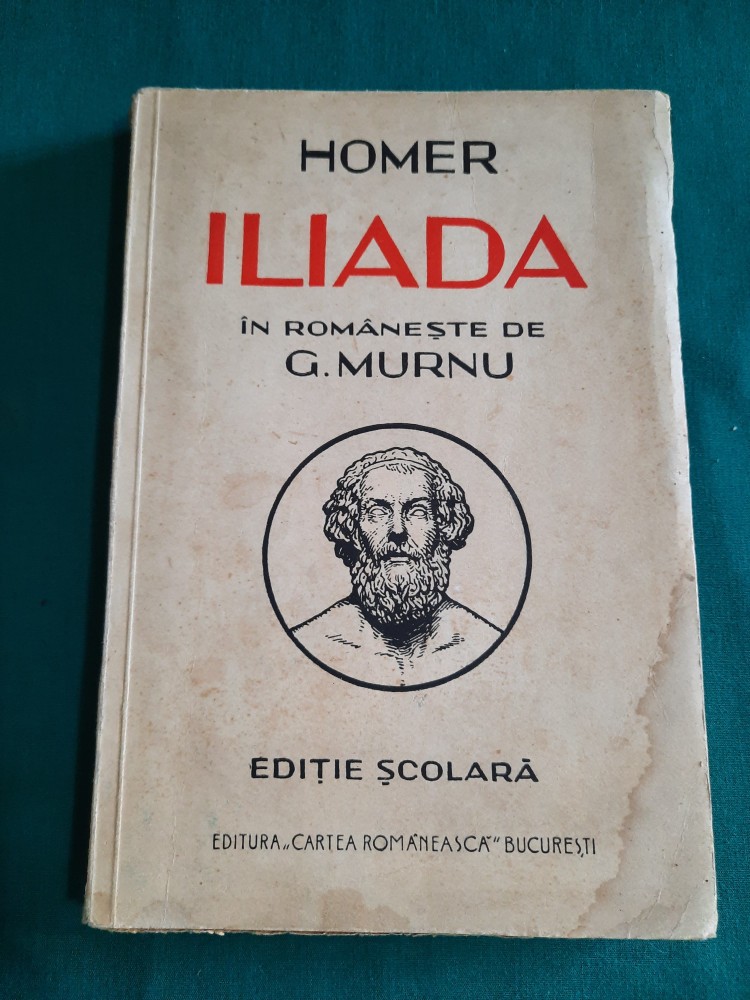 HOMER
ILIADA
ÎN ROMÂNEȘTE DE
G. MURNU
EDIȚIE ȘCOLARĂ
EDITURA „CARTEA ROMÂNEASCĂ” BUCUREȘTI